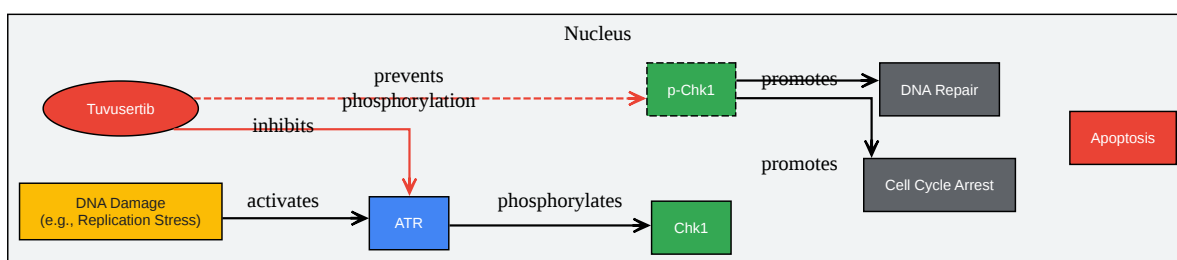 Nucleus
prevents
phosphorylation
Tuvusertib
p-Chk1
promotes
DNA Repair
inhibits
Apoptosis
promotes
Cell Cycle Arrest
DNA Damage
(e.g., Replication Stress)
activates
ATR
phosphorylates
Chk1